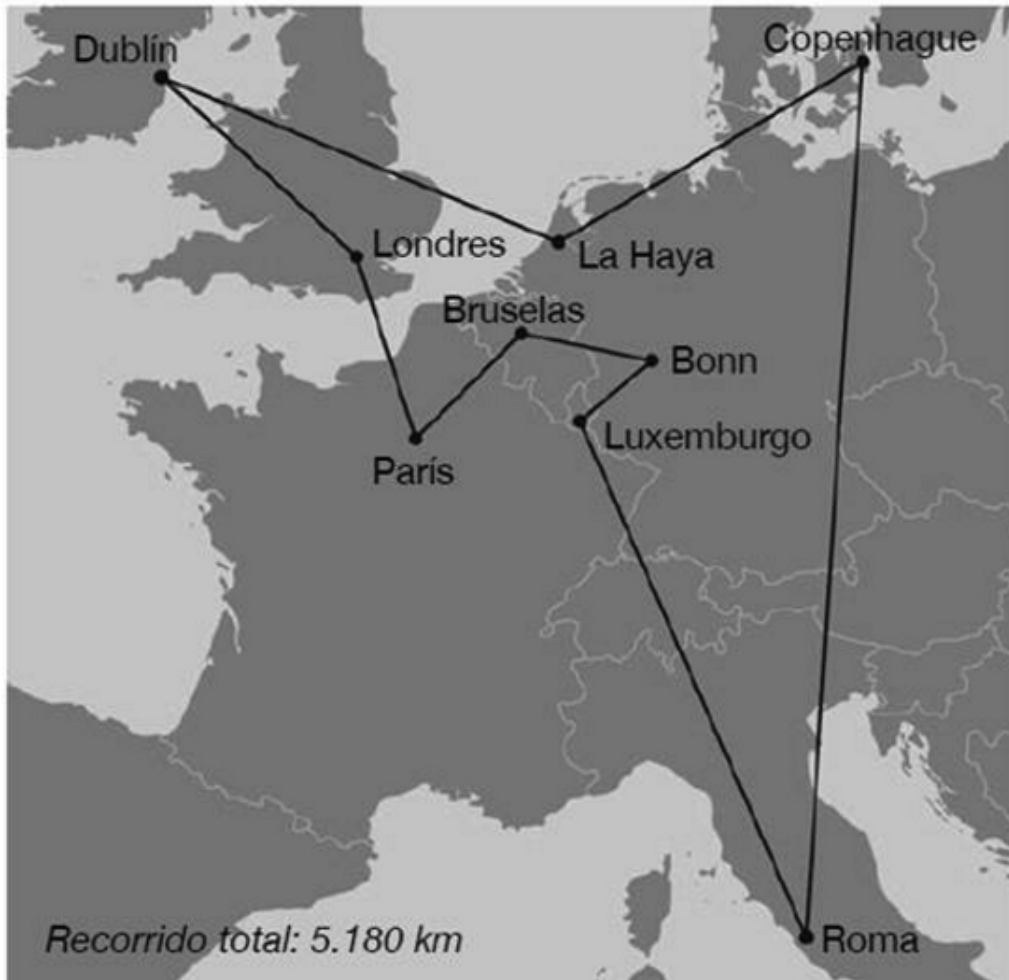 Dublín
Copenhague
Londres
La Haya
Bruselas
Bonn
Luxemburgo
París
Recorrido total: 5.180 km
Roma